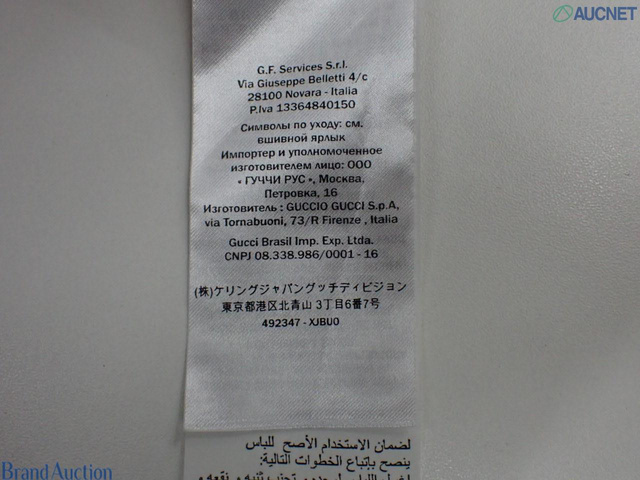 AUCNET
G.F. Services S.r.l.
Via Giuseppe Belletti 4/c
28100 Novara - Italia
P.Iva 13364840150
Символы по уходу: см.
вшивной ярлык
Импортер и уполномоченное
изготовителем лицо: ООО
« ГУЧЧИ РУС », Москва,
Петровка, 16
Изготовитель : GUCCIO GUCCI S.p.A,
via Tornabuoni, 73/R Firenze , Italia
Gucci Brasil Imp. Exp. Ltda.
CNPJ 08.338.986/0001 - 16
(株)ケリングジャパングッチディビジョン
東京都港区北青山 3丁目6番7号
492347 - XJBU0
لضمان الاستخدام الأصح للباس
ينصح بإتباع الخطوات التالية:
Brand Auction